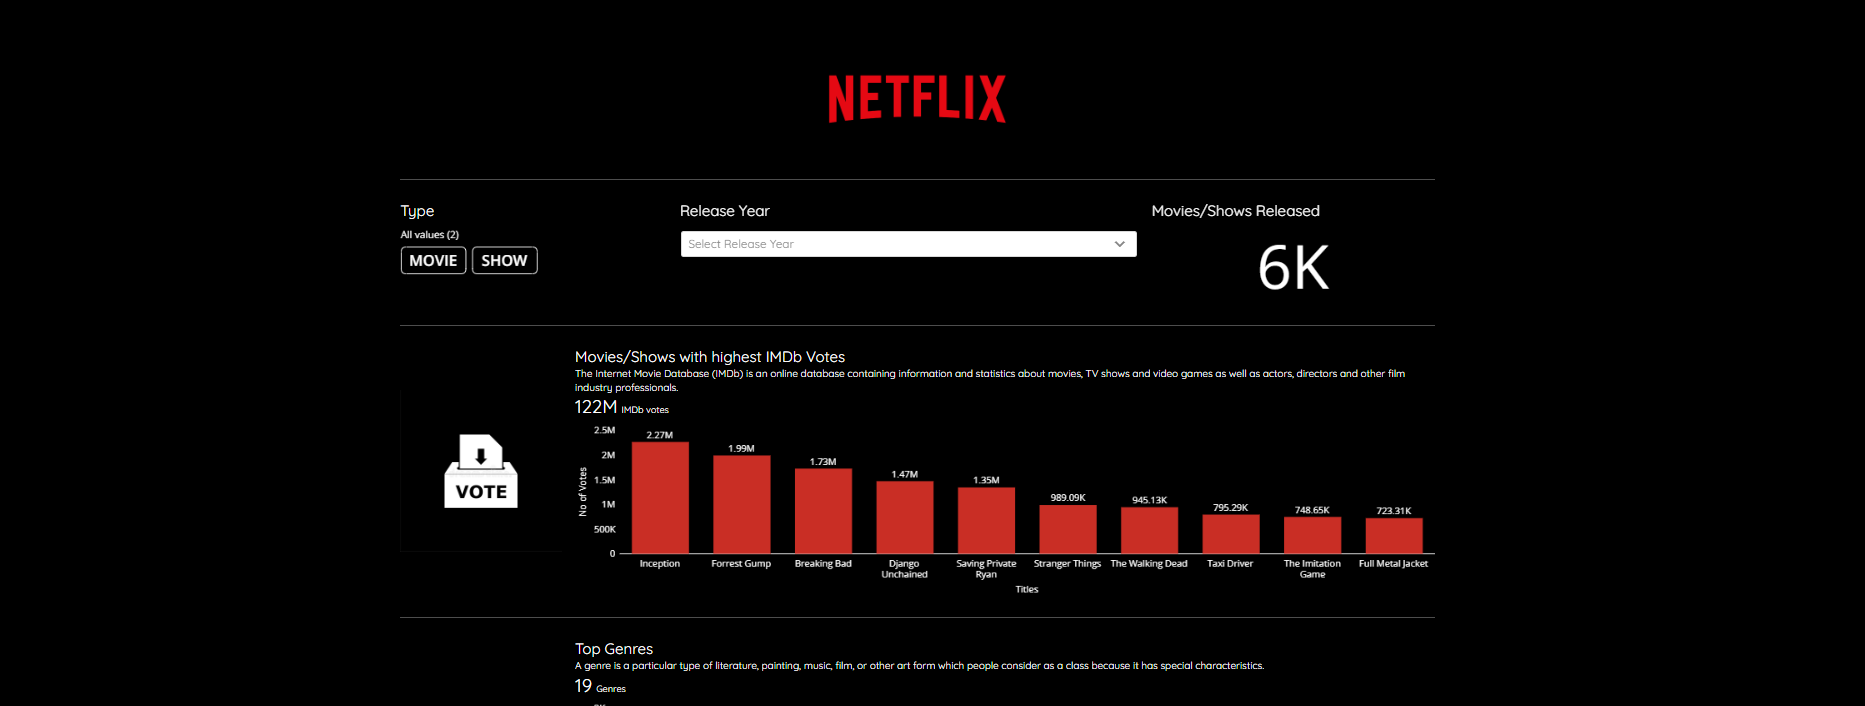 NETFLIX
Type
Release Year
Movies/Shows Released
All values (2)
MOVIE SHOW
Select Release Year
6K
Movies/Shows with highest IMDb Votes
The Internet Movie Database (IMDb) is an online database containing information and statistics about movies, TV shows and video games as well as actors, directors and other film
industry professionals.
122M IMDb votes
VOTE
No of Votes
2.5M
2M
1.5M
1M
500K
0
2.27M
1.99M
1.73M
1.47M
1.35M
989.09K
945.13K
795.29K
748.65K
723.31K
Inception
Forrest Gump
Breaking Bad
Django
Unchained
Saving Private
Ryan
Stranger Things
The Walking Dead
Taxi Driver
The Imitation
Game
Full Metal Jacket
Titles
Top Genres
A genre is a particular type of literature, painting, music, film, or other art form which people consider as a class because it has special characteristics.
19 Genres